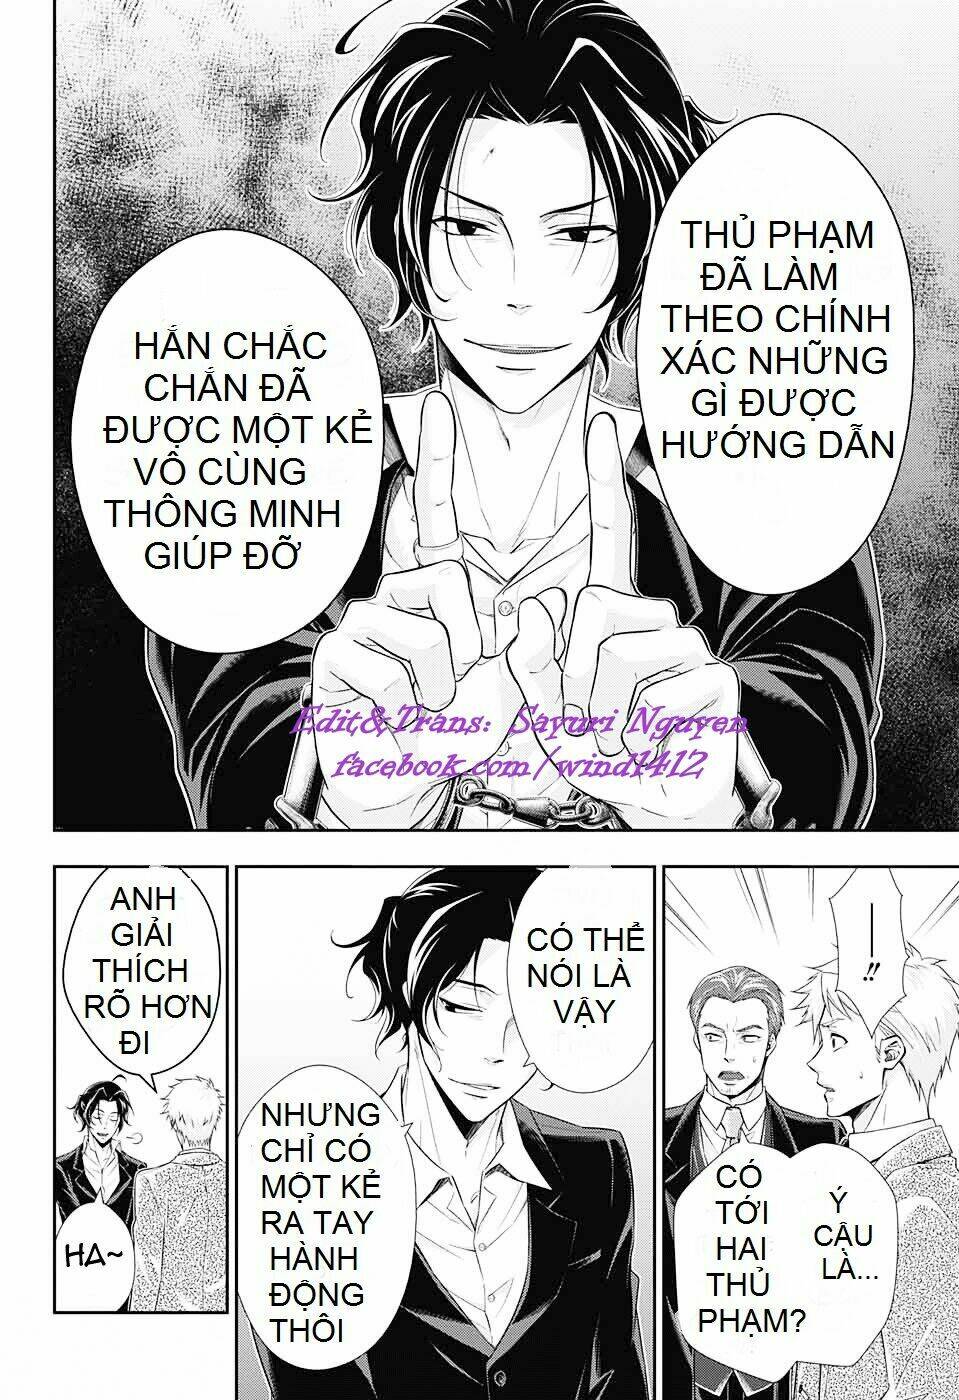 THỦ PHẠM
ĐÃ LÀM
THEO CHÍNH
XÁC NHỮNG
GÌ ĐƯỢC
HƯỚNG DẪN
HẮN CHẮC
CHẮN ĐÃ
ĐƯỢC MỘT KẺ
VÔ CÙNG
THÔNG MINH
GIÚP ĐỠ
Edit&Trans: Sayuri Nguyen
facebook.com/wind1412
!!
Ý
CẬU
LÀ...
CÓ
TỚI
HAI
THỦ
PHẠM?
CÓ THỂ
NÓI LÀ
VẬY
NHƯNG
CHỈ CÓ
MỘT KẺ
RA TAY
HÀNH
ĐỘNG
THÔI
ANH
GIẢI
THÍCH
RÕ HƠN
ĐI
HA~